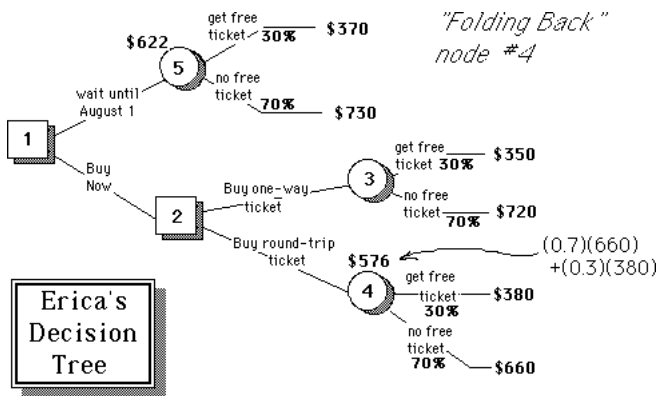 "Folding Back"
node #4
$622
5
get free
ticket 30%
$370
no free
ticket 70%
$730
wait until
August 1
1
Buy
Now
2
Buy one-way
ticket
3
get free
ticket 30%
$350
no free
ticket 70%
$720
Buy round-trip
ticket
$576
4
(0.7)(660)
+(0.3)(380)
get free
ticket
30%
$380
no free
ticket
70%
$660
Erica's
Decision
Tree